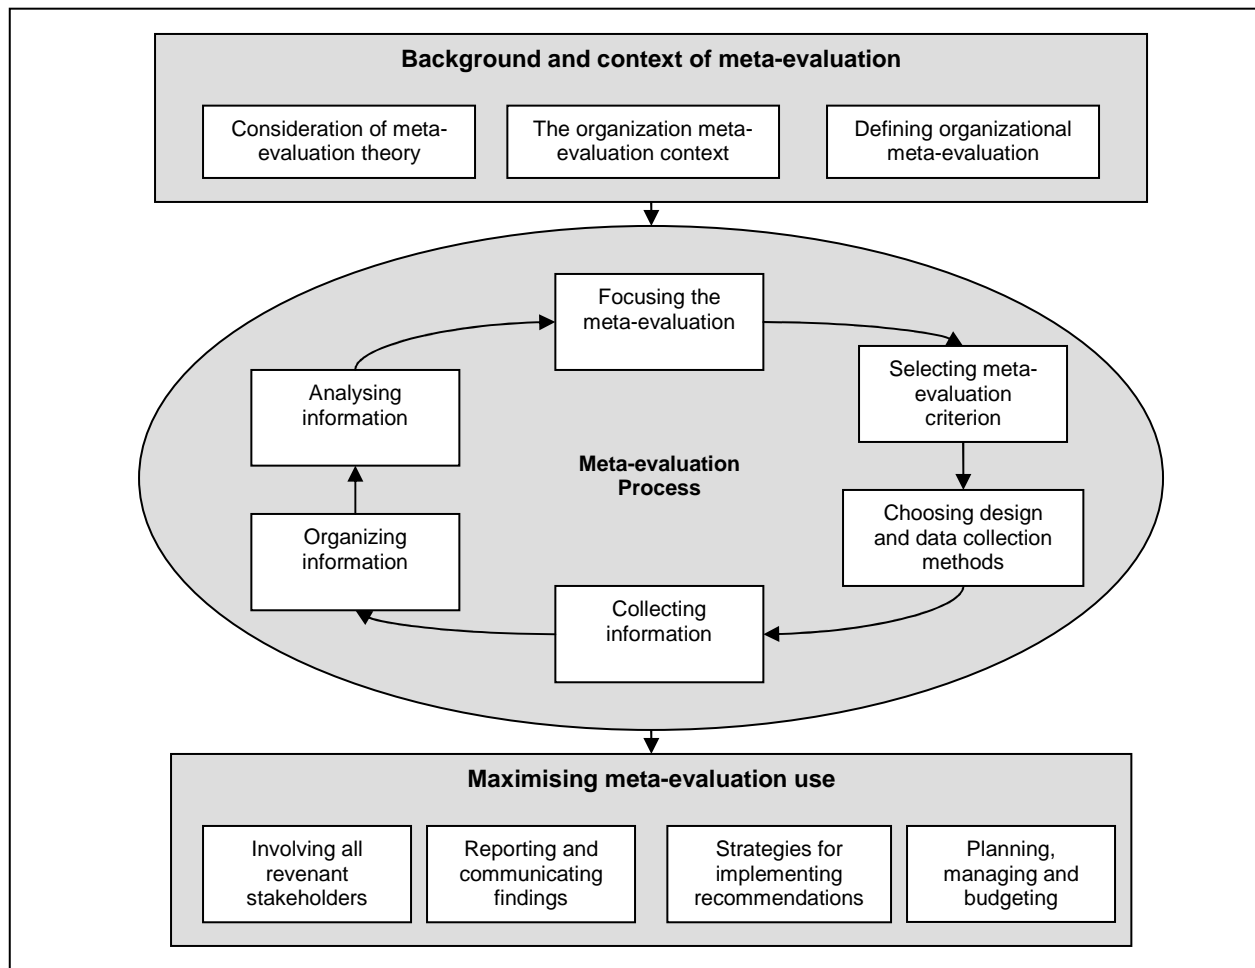 Background and context of meta-evaluation
Consideration of meta-
evaluation theory
The organization meta-
evaluation context
Defining organizational
meta-evaluation
Focusing the
meta-evaluation
Selecting meta-
evaluation
criterion
Choosing design
and data collection
methods
Collecting
information
Organizing
information
Analysing
information
Meta-evaluation
Process
Maximising meta-evaluation use
Involving all
revenant
stakeholders
Reporting and
communicating
findings
Strategies for
implementing
recommendations
Planning,
managing and
budgeting